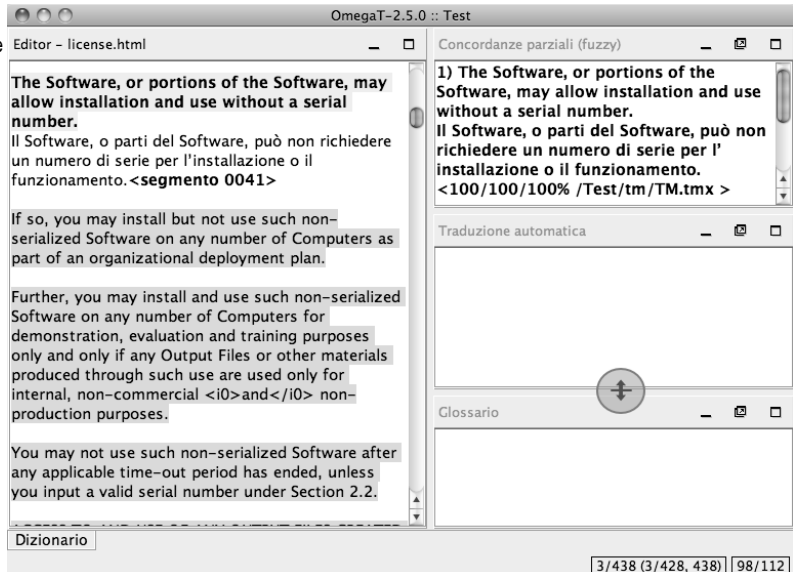 OmegaT-2.5.0 :: Test
e
Editor – license.html
The Software, or portions of the Software, may
allow installation and use without a serial
number.
Il Software, o parti del Software, può non richiedere
un numero di serie per l'installazione o il
funzionamento.<segmento 0041>
If so, you may install but not use such non-
serialized Software on any number of Computers as
part of an organizational deployment plan.
Further, you may install and use such non-serialized
Software on any number of Computers for
demonstration, evaluation and training purposes
only and only if any Output Files or other materials
produced through such use are used only for
internal, non-commercial <i0>and</i0> non-
production purposes.
You may not use such non-serialized Software after
any applicable time-out period has ended, unless
you input a valid serial number under Section 2.2.
Concordanze parziali (fuzzy)
1) The Software, or portions of the
Software, may allow installation and use
without a serial number.
Il Software, o parti del Software, può non
richiedere un numero di serie per l'
installazione o il funzionamento.
<100/100/100% /Test/tm/TM.tmx >
Traduzione automatica
Glossario
Dizionario
3/438 (3/428, 438) 98/112